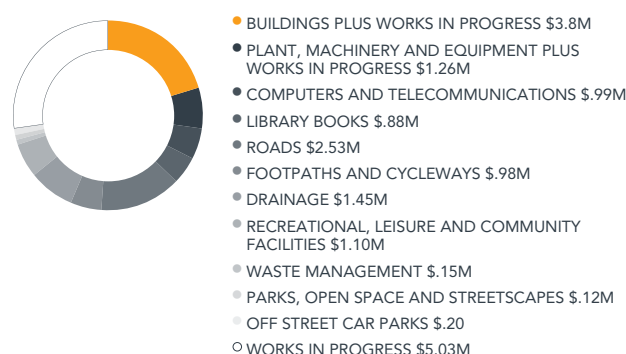 BUILDINGS PLUS WORKS IN PROGRESS $3.8M
PLANT, MACHINERY AND EQUIPMENT PLUS
WORKS IN PROGRESS $1.26M
COMPUTERS AND TELECOMMUNICATIONS $.99M
LIBRARY BOOKS $.88M
ROADS $2.53M
FOOTPATHS AND CYCLEWAYS $.98M
DRAINAGE $1.45M
RECREATIONAL, LEISURE AND COMMUNITY
FACILITIES $1.10M
WASTE MANAGEMENT $.15M
PARKS, OPEN SPACE AND STREETSCAPES $.12M
OFF STREET CAR PARKS $.20
WORKS IN PROGRESS $5.03M